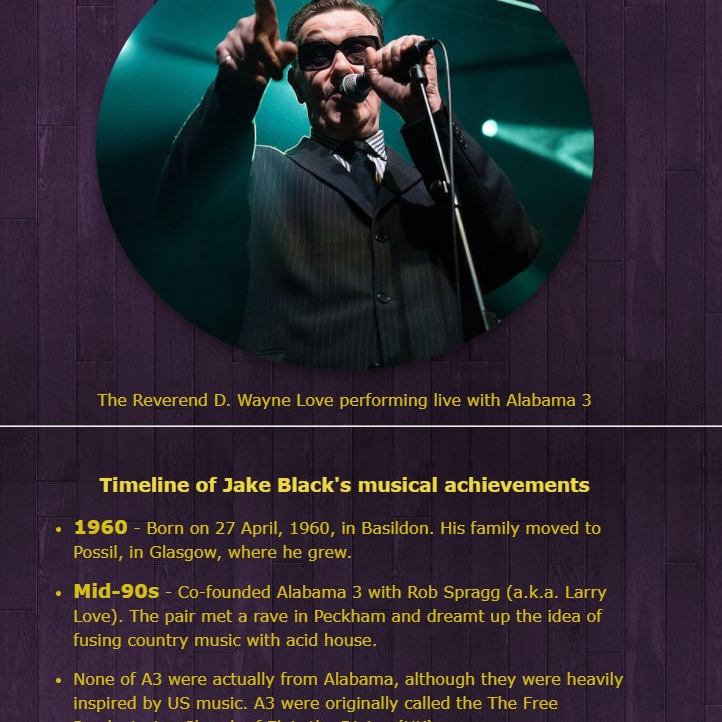 The Reverend D. Wayne Love performing live with Alabama 3
Timeline of Jake Black's musical achievements
• 1960 - Born on 27 April, 1960, in Basildon. His family moved to
Possil, in Glasgow, where he grew.
• Mid-90s - Co-founded Alabama 3 with Rob Spragg (a.k.a. Larry
Love). The pair met a rave in Peckham and dreamt up the idea of
fusing country music with acid house.
• None of A3 were actually from Alabama, although they were heavily
inspired by US music. A3 were originally called the The Free